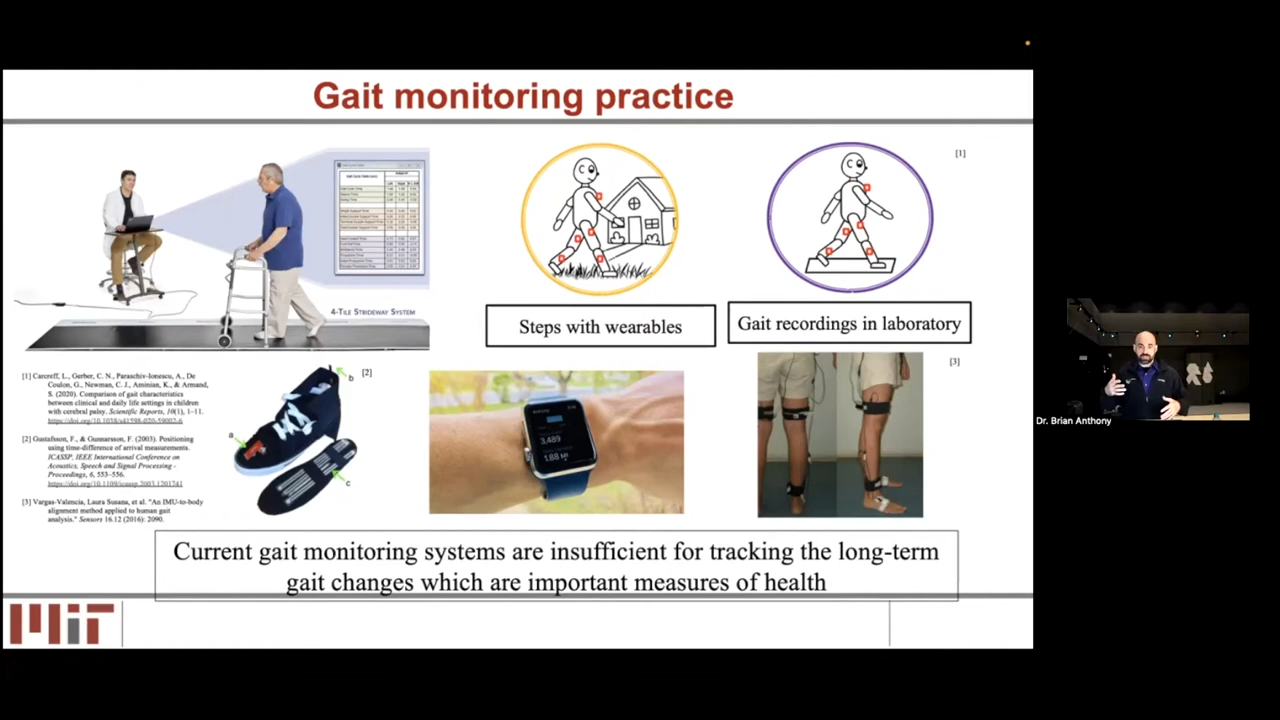 Gait monitoring practice
[1]
4-TILE STRIDEWAY SYSTEM
Steps with wearables
Gait recordings in laboratory
[1] Carcreff, L., Gerber, C. N., Paraschiv-Ionescu, A., De
Coulon, G., Newman, C. J., Aminian, K., & Armand,
S. (2020). Comparison of gait characteristics
between clinical and daily life settings in children
with cerebral palsy. Scientific Reports, 10(1), 1–11.
https://doi.org/10.1038/s41598-020-59002-6
[2] Gustafsson, F., & Gunnarsson, F. (2003). Positioning
using time-difference of arrival measurements.
ICASSP, IEEE International Conference on
Acoustics, Speech and Signal Processing -
Proceedings, 6, 553–556.
https://doi.org/10.1109/icassp.2003.1201741
[3] Vargas-Valencia, Laura Susana, et al. "An IMU-to-body
alignment method applied to human gait
analysis." Sensors 16.12 (2016): 2090.
[2]
b
a
c
3,489
1.88 MI
[3]
Current gait monitoring systems are insufficient for tracking the long-term
gait changes which are important measures of health
MIT
Dr. Brian Anthony